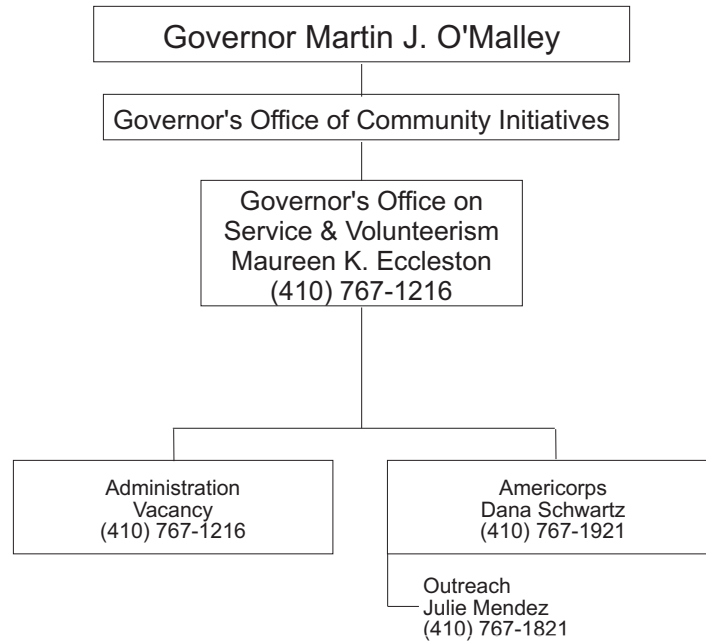 Governor Martin J. O'Malley
Governor's Office of Community Initiatives
Governor's Office on
Service & Volunteerism
Maureen K. Eccleston
(410) 767-1216
Administration
Vacancy
(410) 767-1216
Americorps
Dana Schwartz
(410) 767-1921
Outreach
Julie Mendez
(410) 767-1821